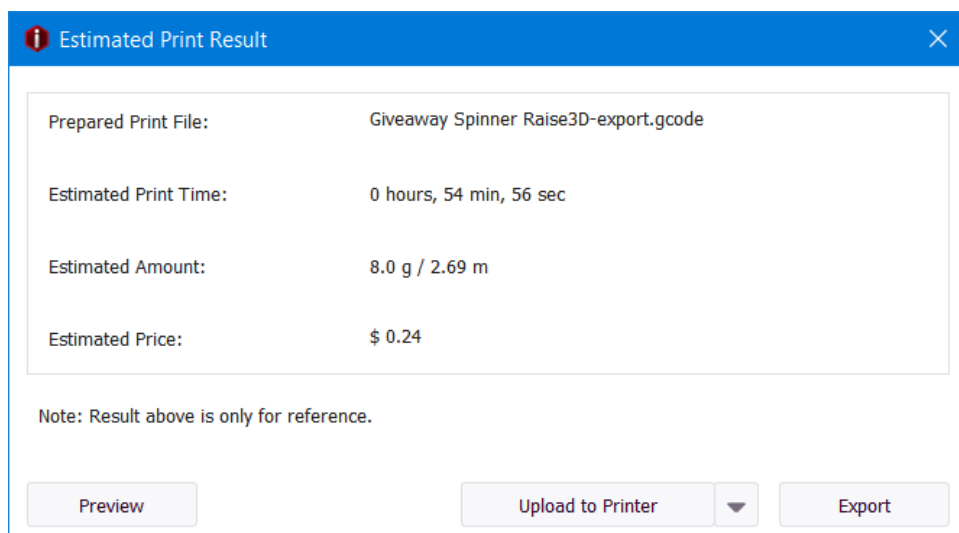 Estimated Print Result
Prepared Print File: Giveaway Spinner Raise3D-export.gcode
Estimated Print Time: 0 hours, 54 min, 56 sec
Estimated Amount: 8.0 g / 2.69 m
Estimated Price: $ 0.24
Note: Result above is only for reference.
Preview Upload to Printer Export